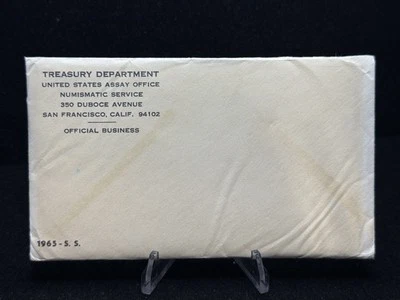 TREASURY DEPARTMENT
UNITED STATES ASSAY OFFICE
NUMISMATIC SERVICE
350 DUBOCE AVENUE
SAN FRANCISCO, CALIF. 94102
OFFICIAL BUSINESS
1965 - S. S.